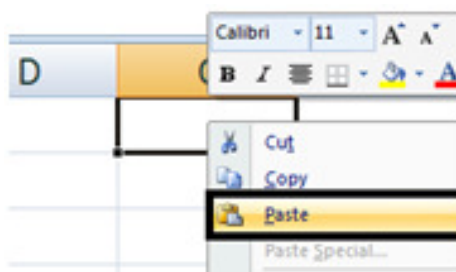 Calibri 11 A A
D
B I A
Cut
Copy
Paste
Paste Special...